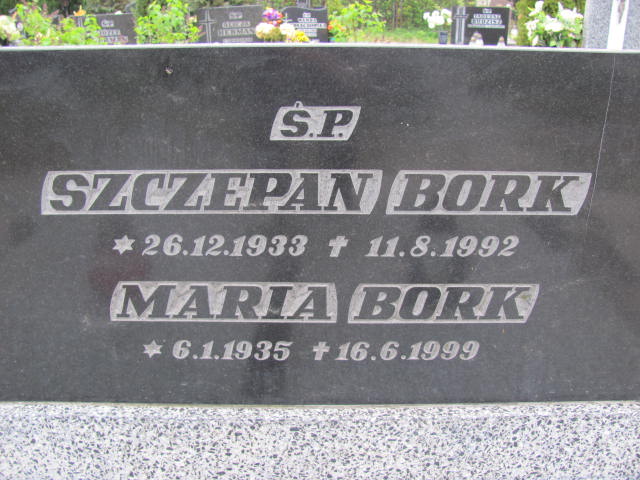 Ś.P.
SZCZEPAN BORK
✶ 26.12.1933 ✝ 11.8.1992
MARIA BORK
✶ 6.1.1935 ✝ 16.6.1999